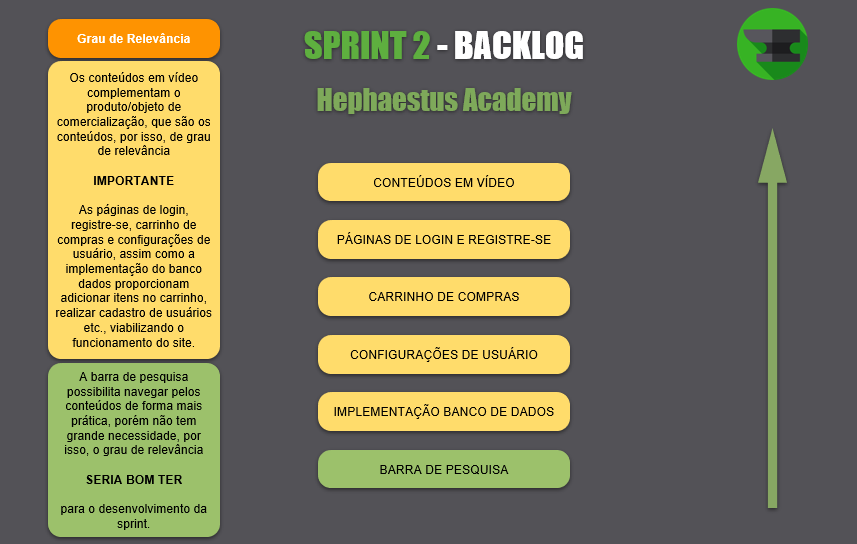 Grau de Relevância
Os conteúdos em vídeo
complementam o
produto/objeto de
comercialização, que são os
conteúdos, por isso, de grau
de relevância
IMPORTANTE
As páginas de login,
registre-se, carrinho de
compras e configurações de
usuário, assim como a
implementação do banco
dados proporcionam
adicionar itens no carrinho,
realizar cadastro de usuários
etc., viabilizando o
funcionamento do site.
A barra de pesquisa
possibilita navegar pelos
conteúdos de forma mais
prática, porém não tem
grande necessidade, por
isso, o grau de relevância
SERIA BOM TER
para o desenvolvimento da
sprint.
SPRINT 2 - BACKLOG
Hephaestus Academy
CONTEÚDOS EM VÍDEO
PÁGINAS DE LOGIN E REGISTRE-SE
CARRINHO DE COMPRAS
CONFIGURAÇÕES DE USUÁRIO
IMPLEMENTAÇÃO BANCO DE DADOS
BARRA DE PESQUISA